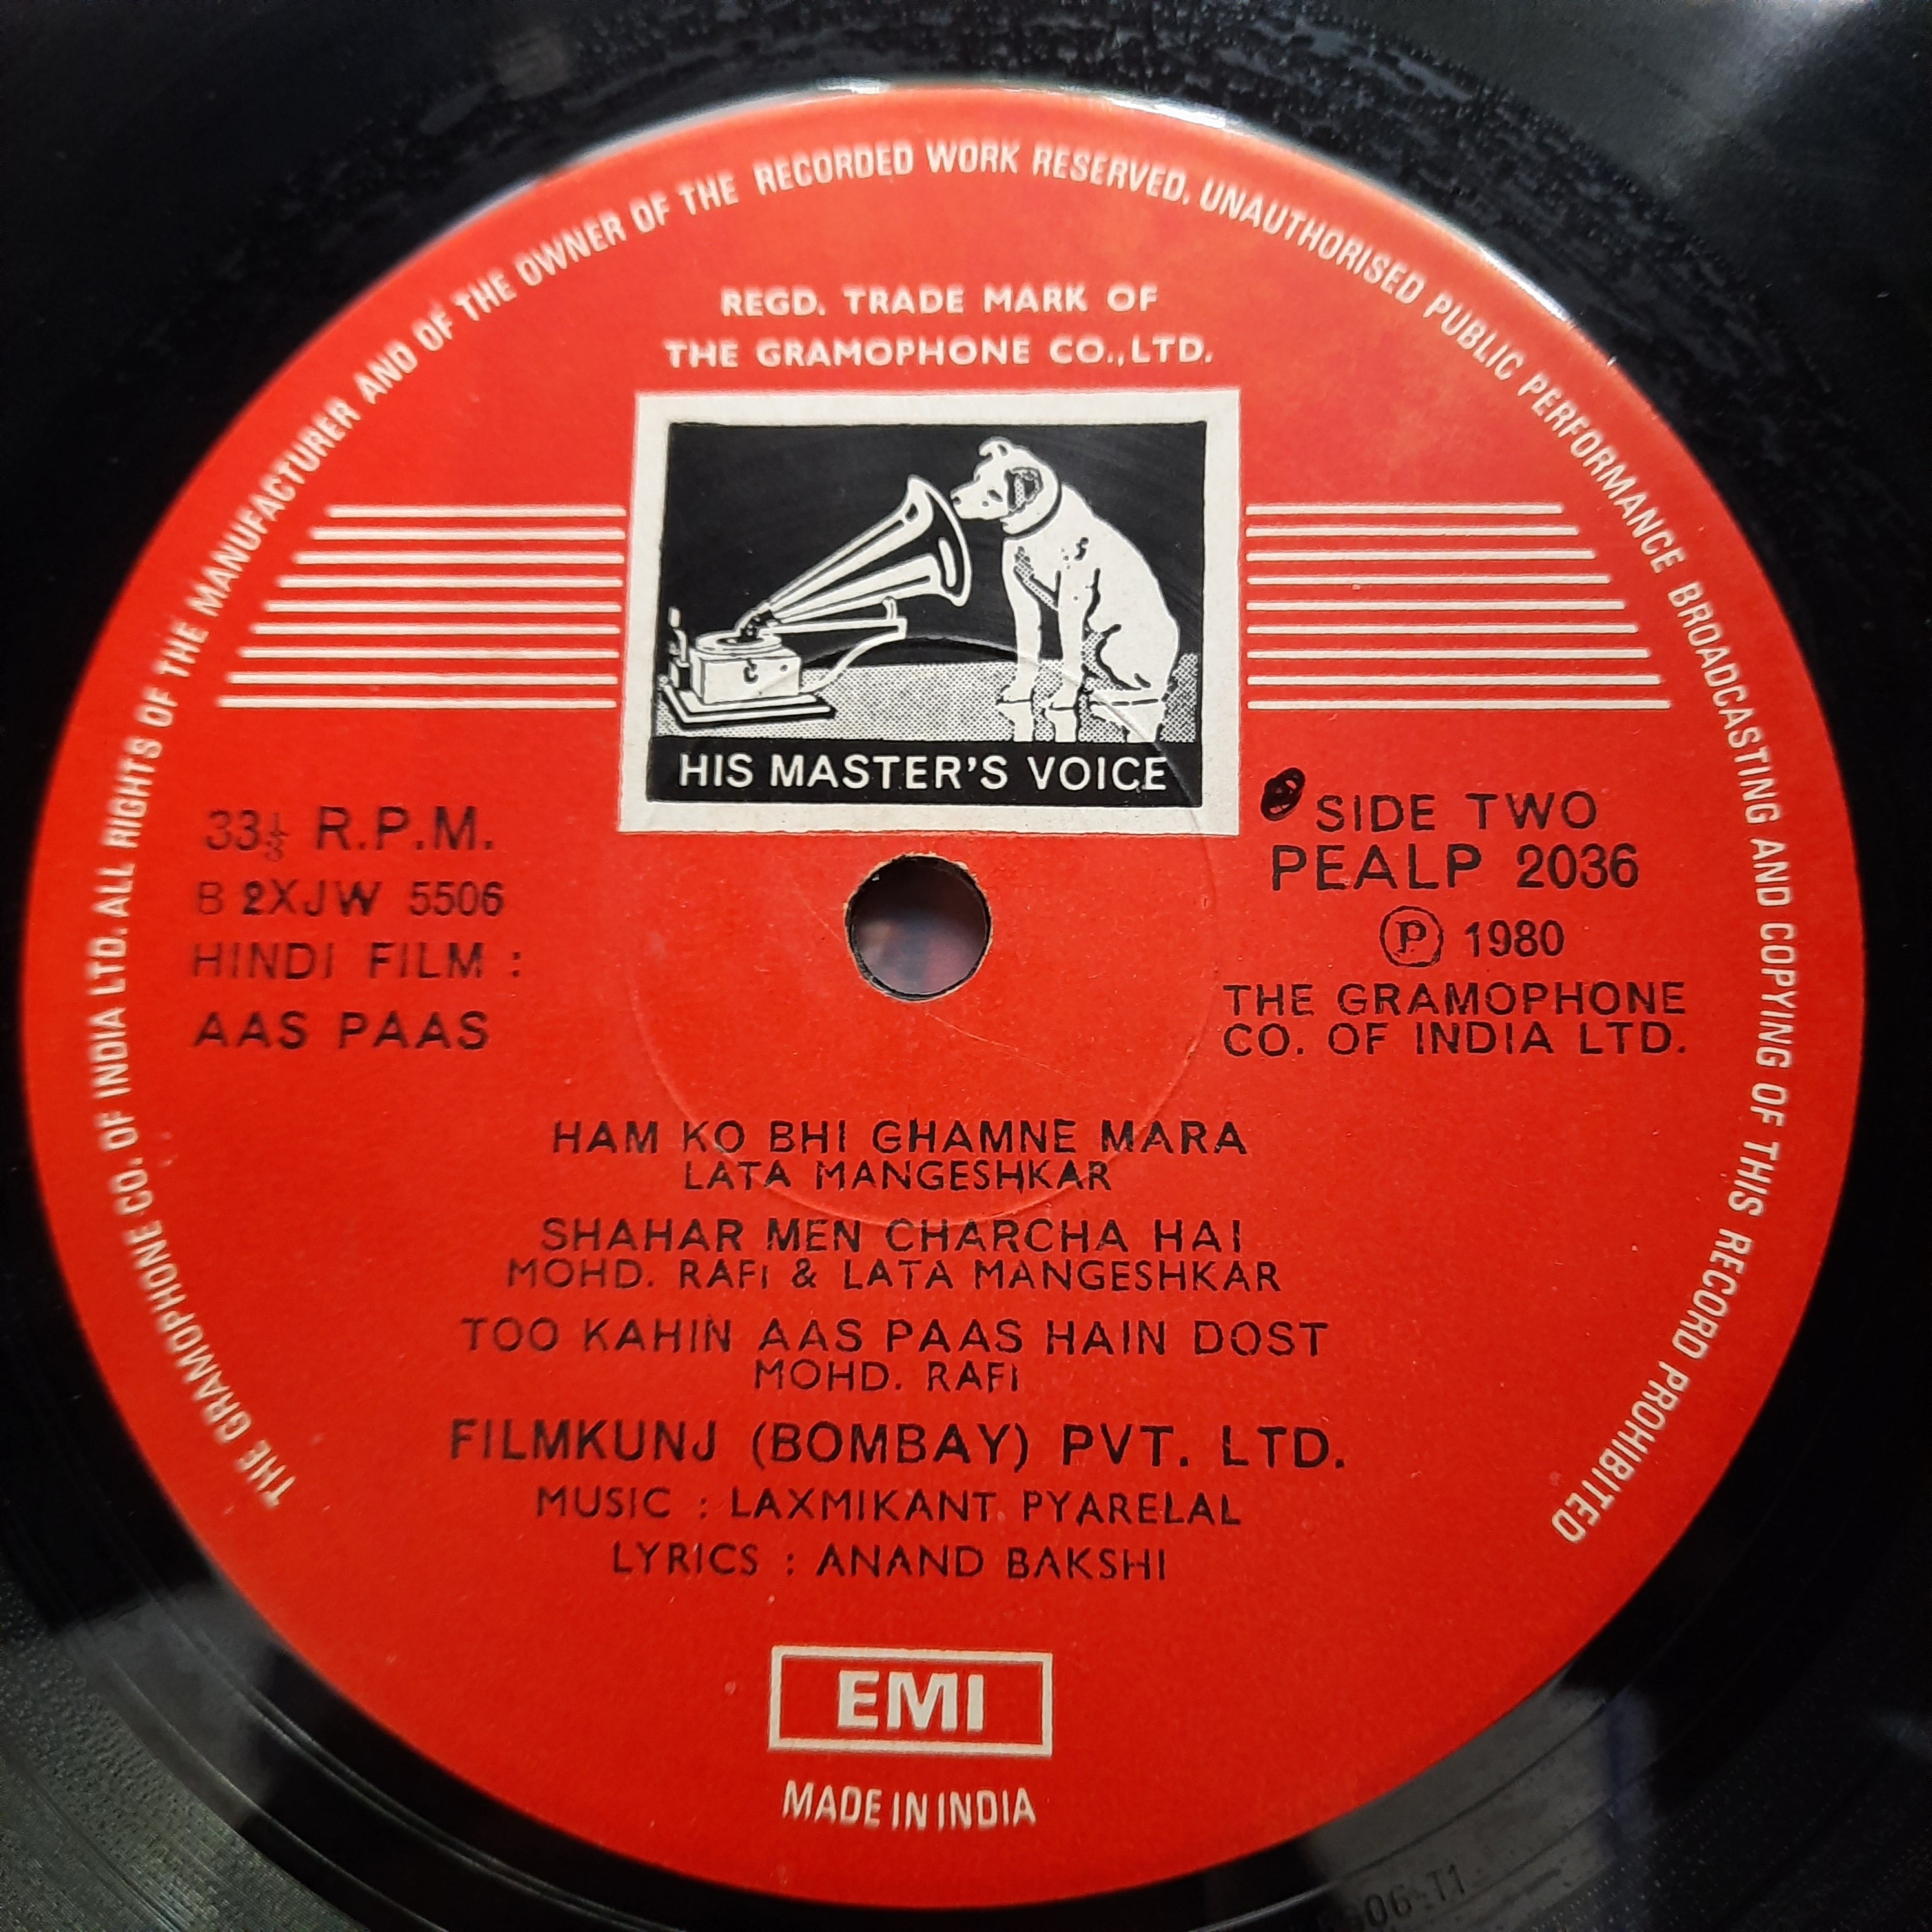 THE GRAMOPHONE CO. OF INDIA LTD. ALL RIGHTS OF THE MANUFACTURER AND OF THE OWNER OF THE RECORDED WORK RESERVED. UNAUTHORISED PUBLIC PERFORMANCE BROADCASTING AND COPYING OF THIS RECORD PROHIBITED
REGD. TRADE MARK OF
THE GRAMOPHONE CO., LTD.
HIS MASTER'S VOICE
33⅓ R.P.M.
B 2XJW 5506
HINDI FILM :
AAS PAAS
SIDE TWO
PEALP 2036
Ⓟ 1980
THE GRAMOPHONE
CO. OF INDIA LTD.
HAM KO BHI GHAMNE MARA
LATA MANGESHKAR
SHAHAR MEN CHARCHA HAI
MOHD. RAFI & LATA MANGESHKAR
TOO KAHIN AAS PAAS HAIN DOST
MOHD. RAFI
FILMKUNJ (BOMBAY) PVT. LTD.
MUSIC : LAXMIKANT PYARELAL
LYRICS : ANAND BAKSHI
EMI
MADE IN INDIA